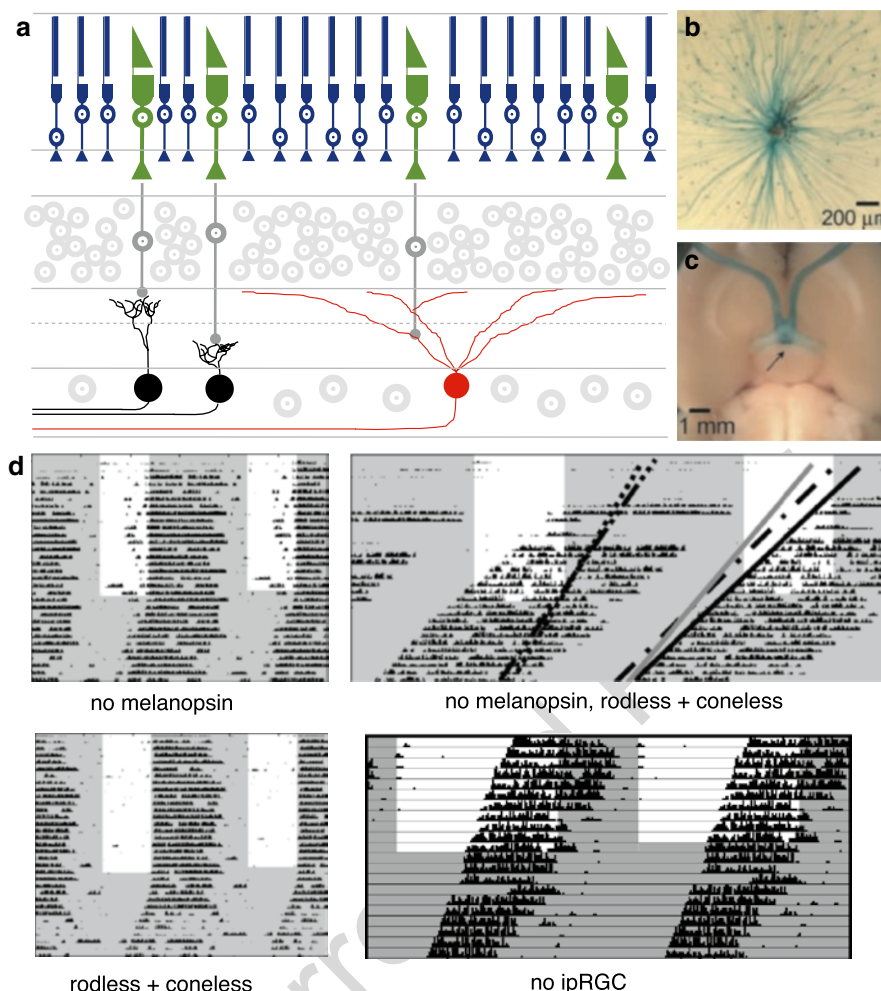 a
b
200 μm
c
1 mm
d
no melanopsin
no melanopsin, rodless + coneless
rodless + coneless
no ipRGC